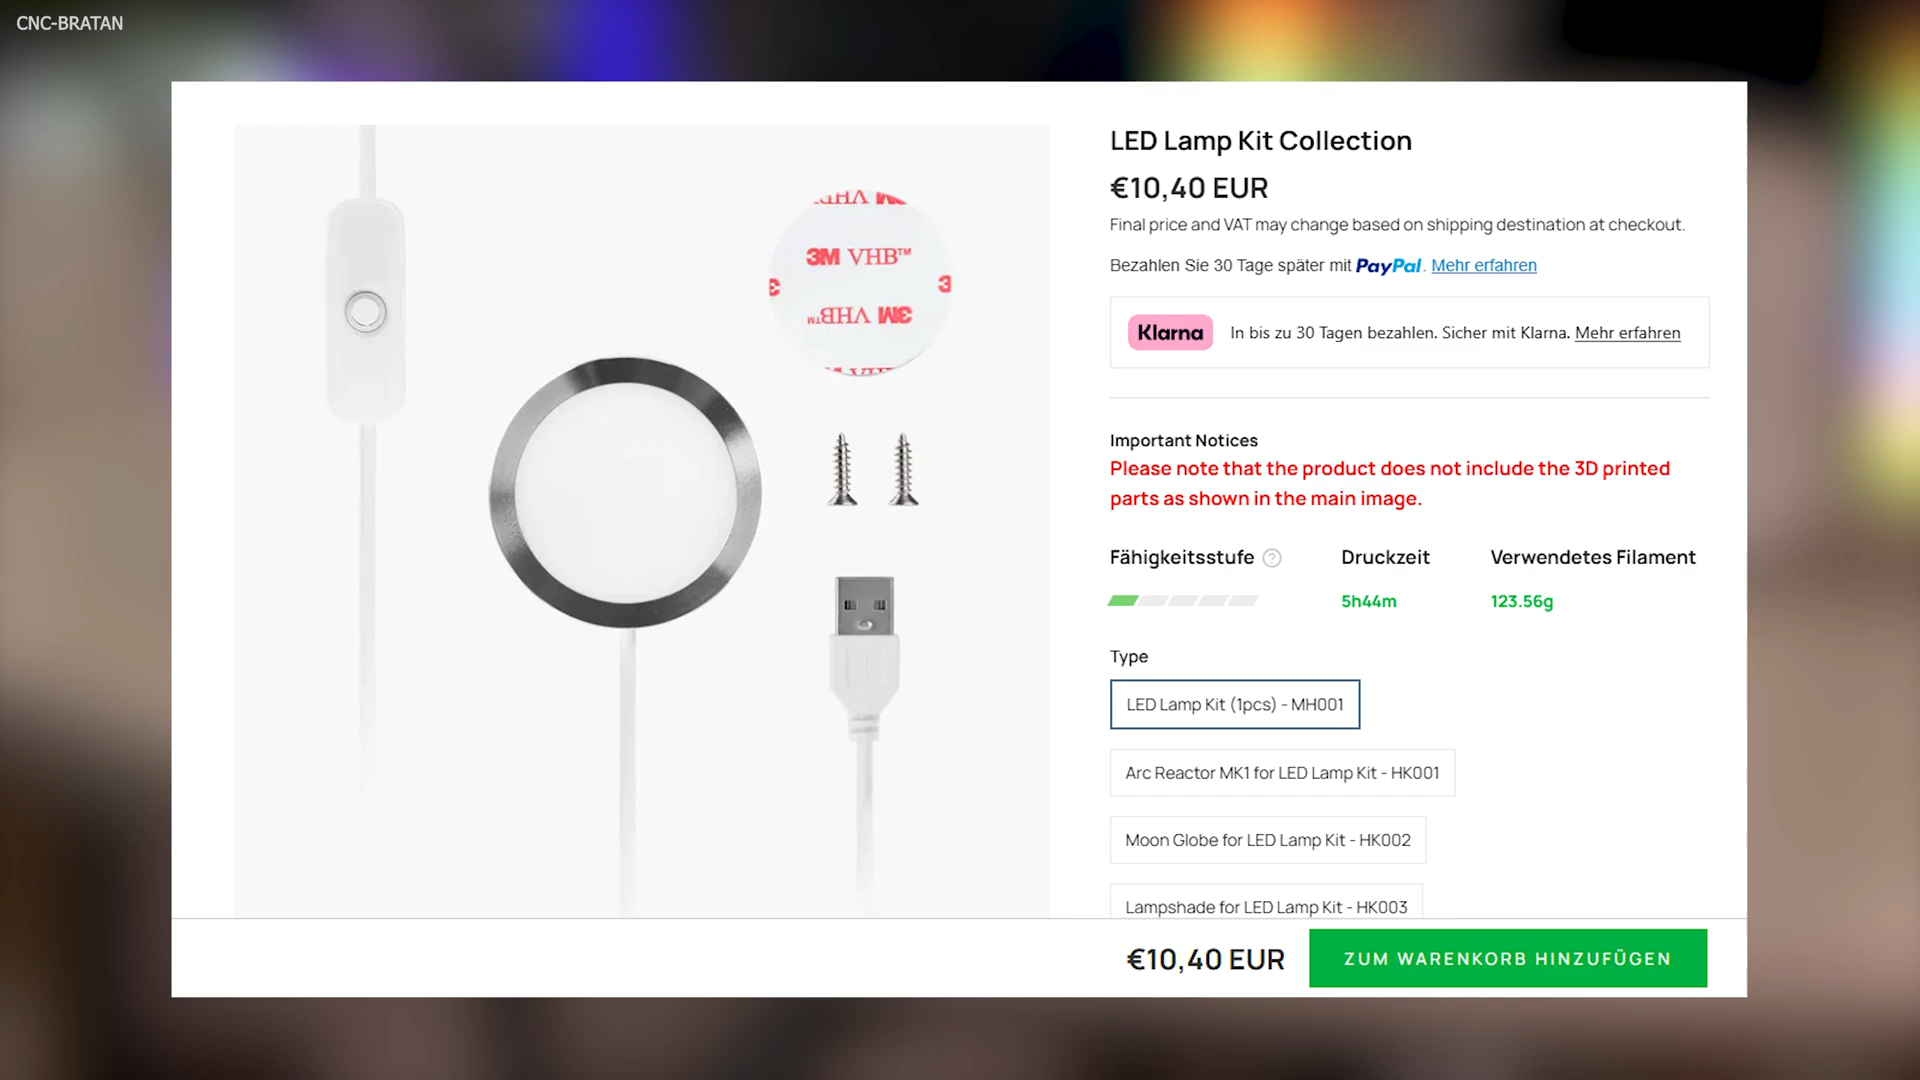 CNC-BRATAN
3M VHB™
3M VHB™
LED Lamp Kit Collection
€10,40 EUR
Final price and VAT may change based on shipping destination at checkout.
Bezahlen Sie 30 Tage später mit PayPal. Mehr erfahren
Klarna In bis zu 30 Tagen bezahlen. Sicher mit Klarna. Mehr erfahren
Important Notices
Please note that the product does not include the 3D printed
parts as shown in the main image.
Fähigkeitsstufe ? Druckzeit Verwendetes Filament
5h44m 123.56g
Type
LED Lamp Kit (1pcs) - MH001
Arc Reactor MK1 for LED Lamp Kit - HK001
Moon Globe for LED Lamp Kit - HK002
Lampshade for LED Lamp Kit - HK003
€10,40 EUR ZUM WARENKORB HINZUFÜGEN